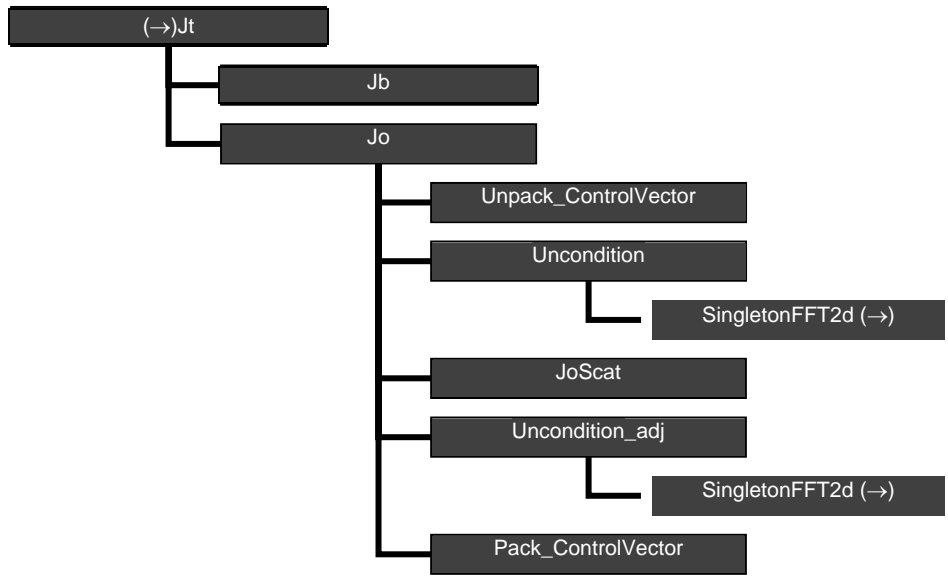 (→)Jt
Jb
Jo
Unpack_ControlVector
Uncondition
SingletonFFT2d (→)
JoScat
Uncondition_adj
SingletonFFT2d (→)
Pack_ControlVector